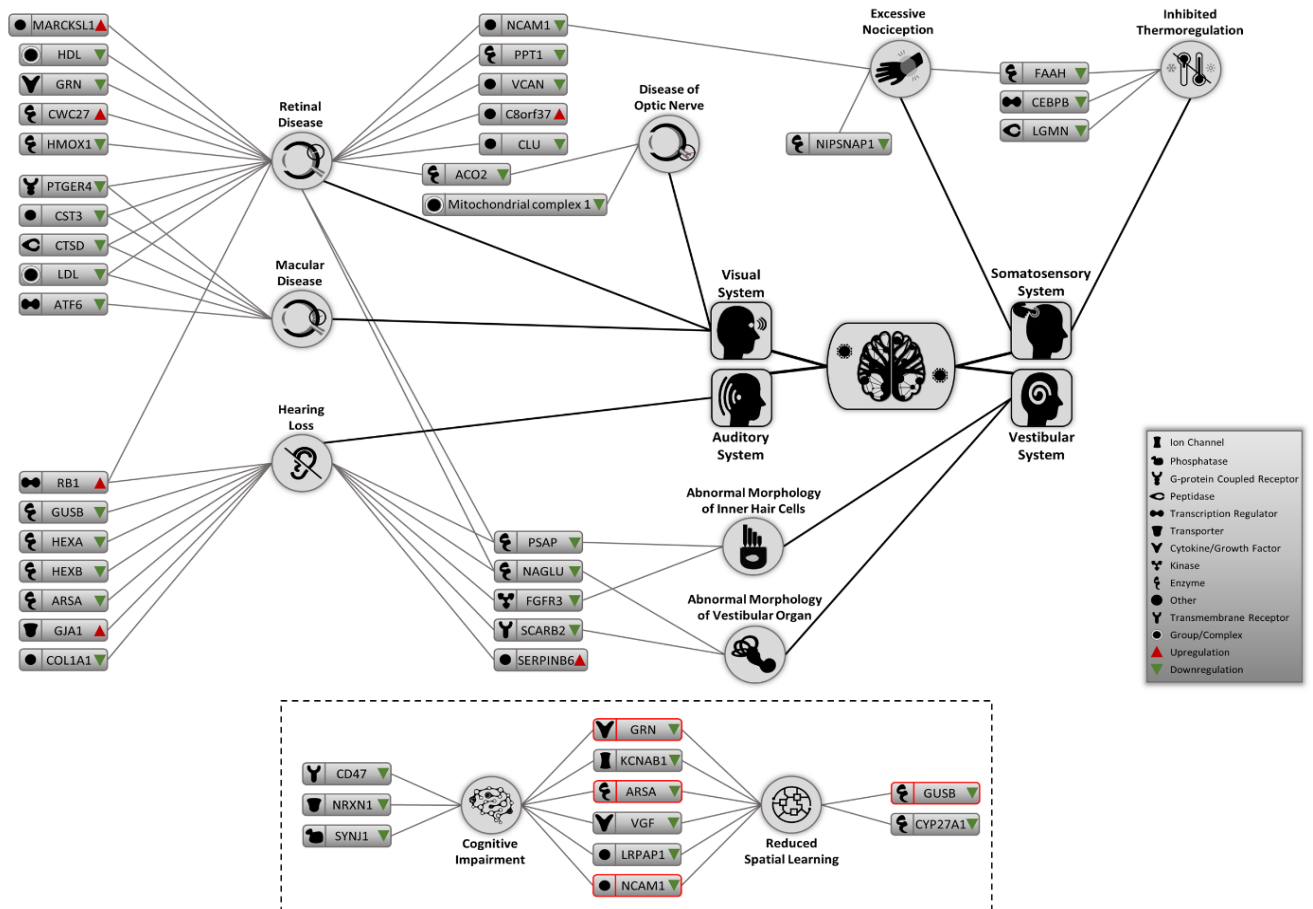 MARCKSL1
HDL
GRN
CWC27
HMOX1
PTGER4
CST3
CTSD
LDL
ATF6
Retinal
Disease
Macular
Disease
NCAM1
PPT1
VCAN
C8orf37
CLU
ACO2
Mitochondrial complex 1
Disease of
Optic Nerve
Excessive
Nociception
NIPSNAP1
Inhibited
Thermoregulation
FAAH
CEBPB
LGMN
Visual
System
Somatosensory
System
Auditory
System
Vestibular
System
Hearing
Loss
RB1
GUSB
HEXA
HEXB
ARSA
GJA1
COL1A1
PSAP
NAGLU
FGFR3
SCARB2
SERPINB6
Abnormal Morphology
of Inner Hair Cells
Abnormal Morphology
of Vestibular Organ
Ion Channel
Phosphatase
G-protein Coupled Receptor
Peptidase
Transcription Regulator
Transporter
Cytokine/Growth Factor
Kinase
Enzyme
Other
Transmembrane Receptor
Group/Complex
Upregulation
Downregulation
CD47
NRXN1
SYNJ1
Cognitive
Impairment
GRN
KCNAB1
ARSA
VGF
LRPAP1
NCAM1
Reduced
Spatial Learning
GUSB
CYP27A1